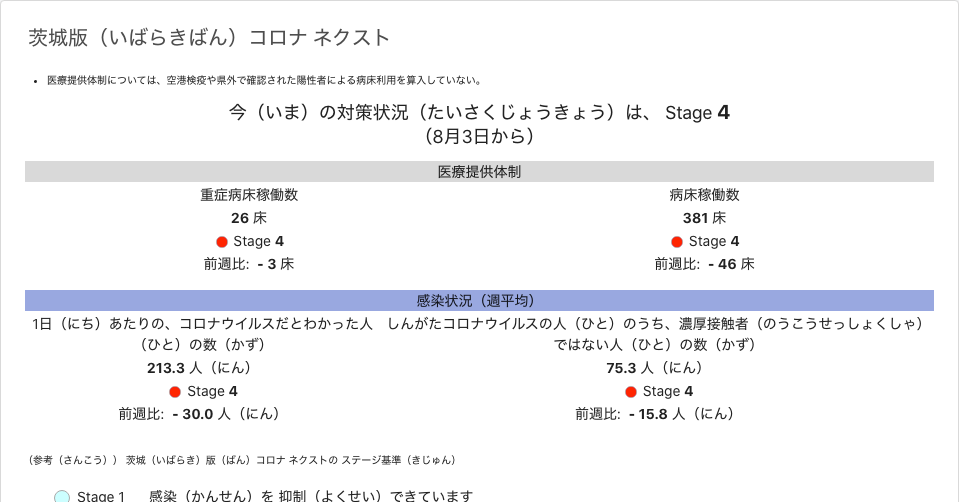 茨城版（いばらきばん）コロナ ネクスト
• 医療提供体制については、空港検疫や県外で確認された陽性者による病床利用を算入していない。
今（いま）の対策状況（たいさくじょうきょう）は、 Stage 4
（8月3日から）
医療提供体制
重症病床稼働数
26 床
Stage 4
前週比: - 3 床
病床稼働数
381 床
Stage 4
前週比: - 46 床
感染状況（週平均）
1日（にち）あたりの、コロナウイルスだとわかった人
（ひと）の数（かず）
213.3 人（にん）
Stage 4
前週比: - 30.0 人（にん）
しんがたコロナウイルスの人（ひと）のうち、濃厚接触者（のうこうせっしょくしゃ）
ではない人（ひと）の数（かず）
75.3 人（にん）
Stage 4
前週比: - 15.8 人（にん）
（参考（さんこう）） 茨城（いばらき）版（ばん）コロナ ネクストの ステージ基準（きじゅん）
Stage 1 感染（かんせん）を 抑制（よくせい）できています